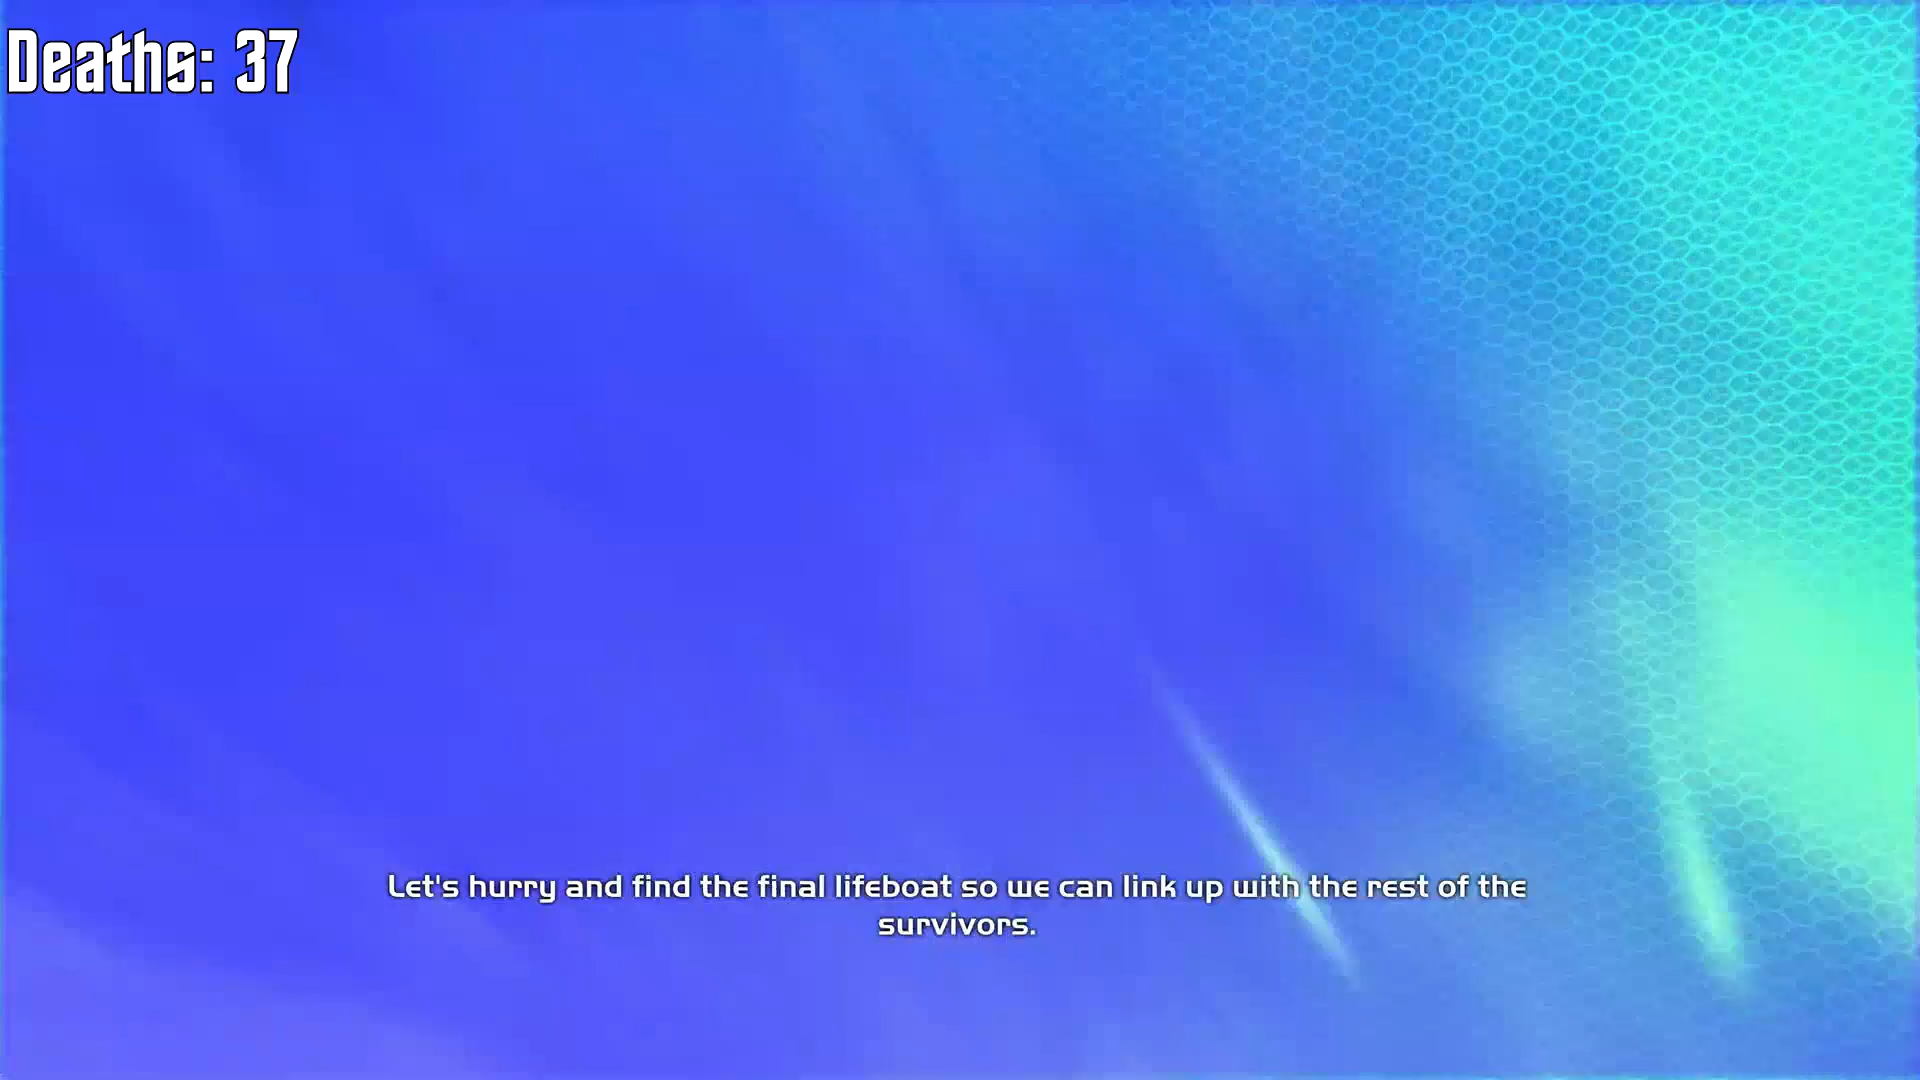 Deaths: 37
Let's hurry and find the final lifeboat so we can link up with the rest of the
survivors.